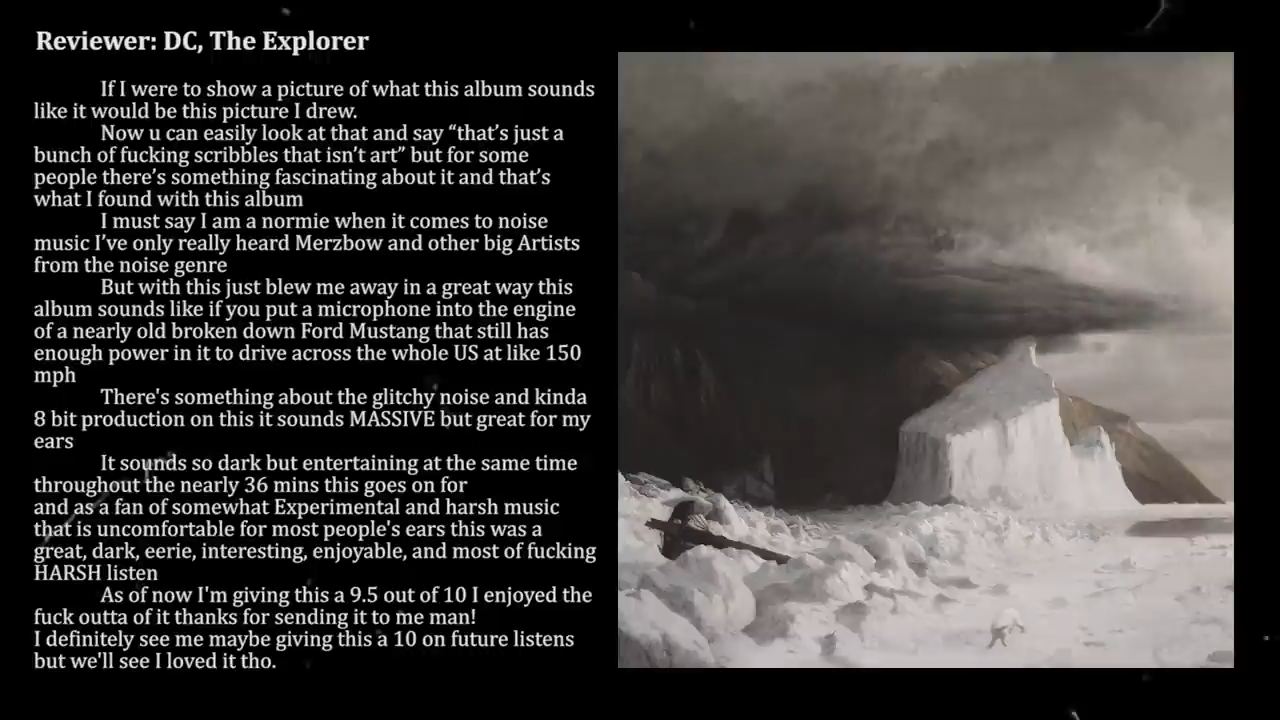 Reviewer: DC, The Explorer
If I were to show a picture of what this album sounds
like it would be this picture I drew.
Now u can easily look at that and say “that’s just a
bunch of fucking scribbles that isn’t art” but for some
people there’s something fascinating about it and that’s
what I found with this album
I must say I am a normie when it comes to noise
music I’ve only really heard Merzbow and other big Artists
from the noise genre
But with this just blew me away in a great way this
album sounds like if you put a microphone into the engine
of a nearly old broken down Ford Mustang that still has
enough power in it to drive across the whole US at like 150
mph
There's something about the glitchy noise and kinda
8 bit production on this it sounds MASSIVE but great for my
ears
It sounds so dark but entertaining at the same time
throughout the nearly 36 mins this goes on for
and as a fan of somewhat Experimental and harsh music
that is uncomfortable for most people's ears this was a
great, dark, eerie, interesting, enjoyable, and most of fucking
HARSH listen
As of now I'm giving this a 9.5 out of 10 I enjoyed the
fuck outta of it thanks for sending it to me man!
I definitely see me maybe giving this a 10 on future listens
but we'll see I loved it tho.